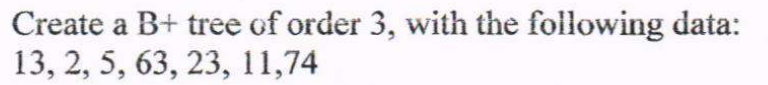 Create a B+ tree of order 3, with the following data:
13, 2, 5, 63, 23, 11,74